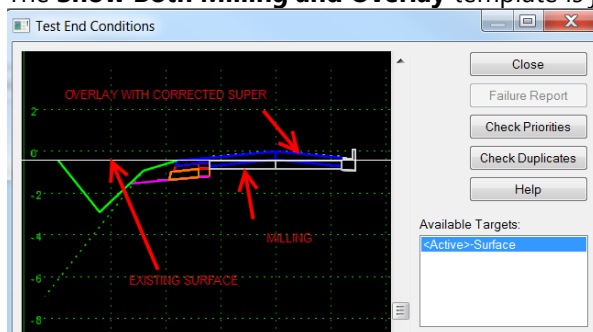 The Show Both Milling and Overlay template is
Test End Conditions
OVERLAY WITH CORRECTED SUPER
2
0
-2
-4
-6
-8
MILLING
EXISTING SURFACE
Close
Failure Report
Check Priorities
Check Duplicates
Help
Available Targets:
<Active>-Surface